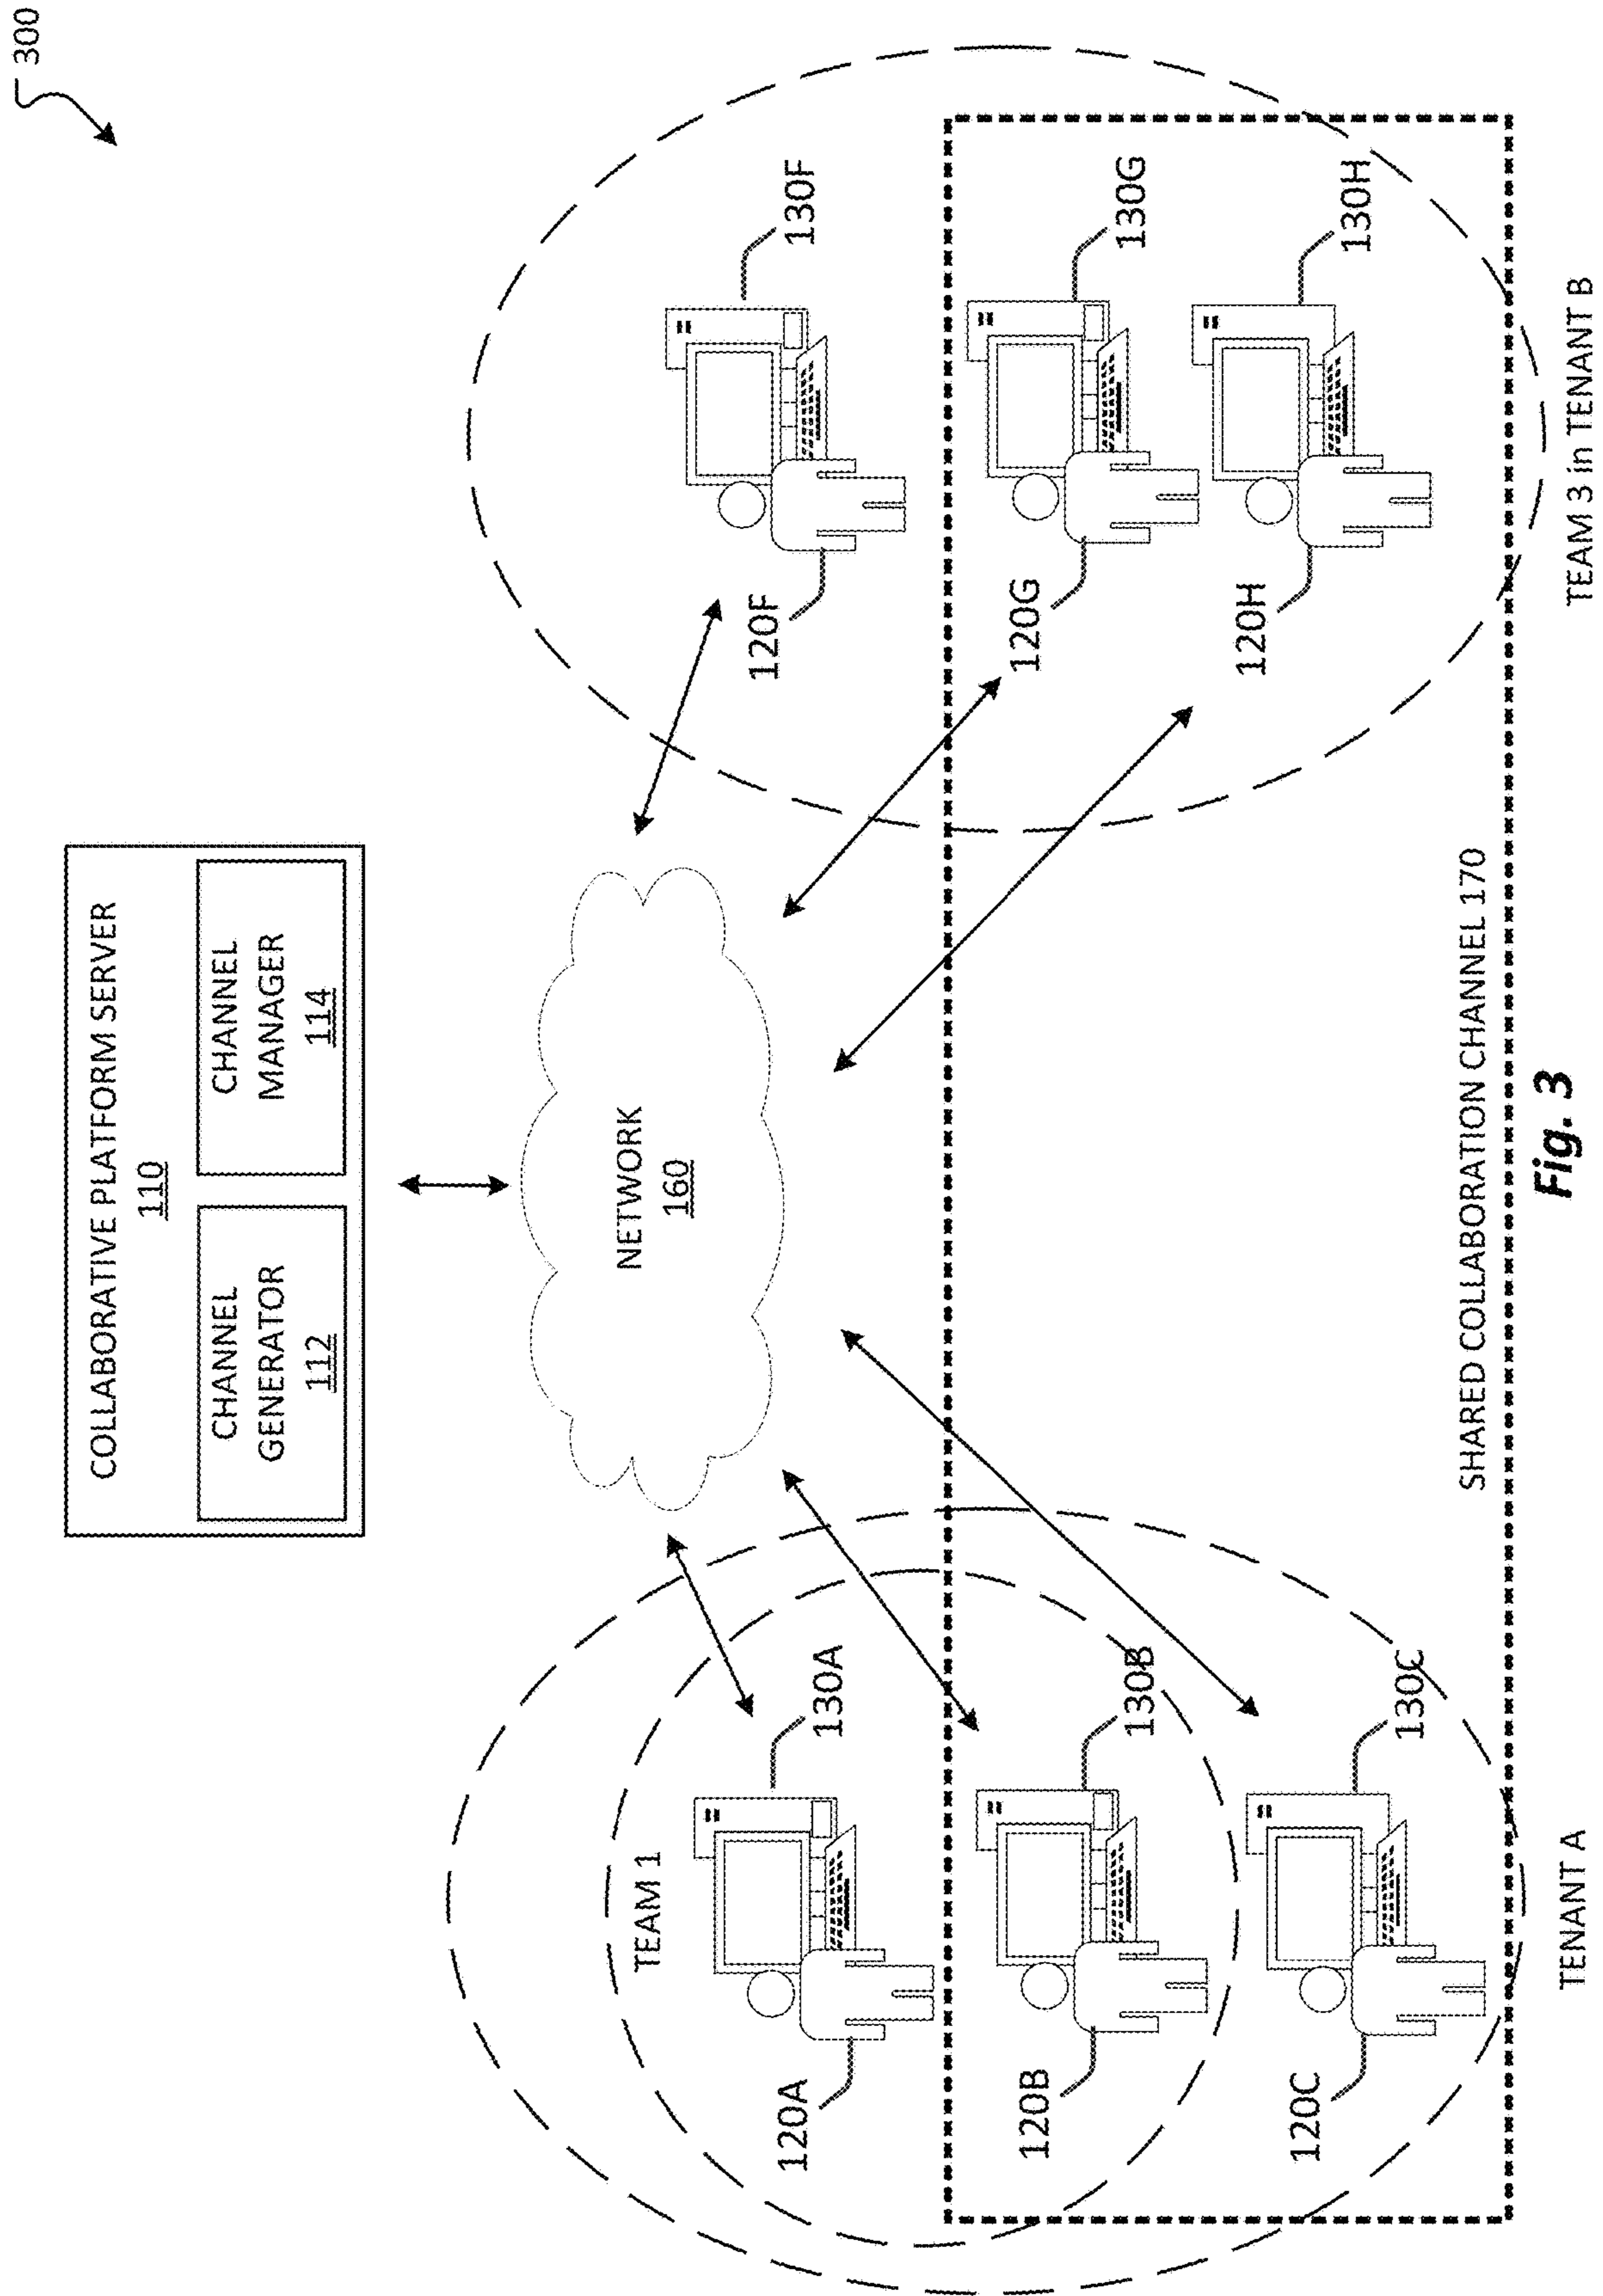 300
COLLABORATIVE PLATFORM SERVER
110
CHANNEL
GENERATOR
112
CHANNEL
MANAGER
114
NETWORK
160
TEAM 1
120A
130A
120B
130B
120C
130C
120F
130F
120G
130G
120H
130H
SHARED COLLABORATION CHANNEL 170
TENANT A
TEAM 3 in TENANT B
Fig. 3